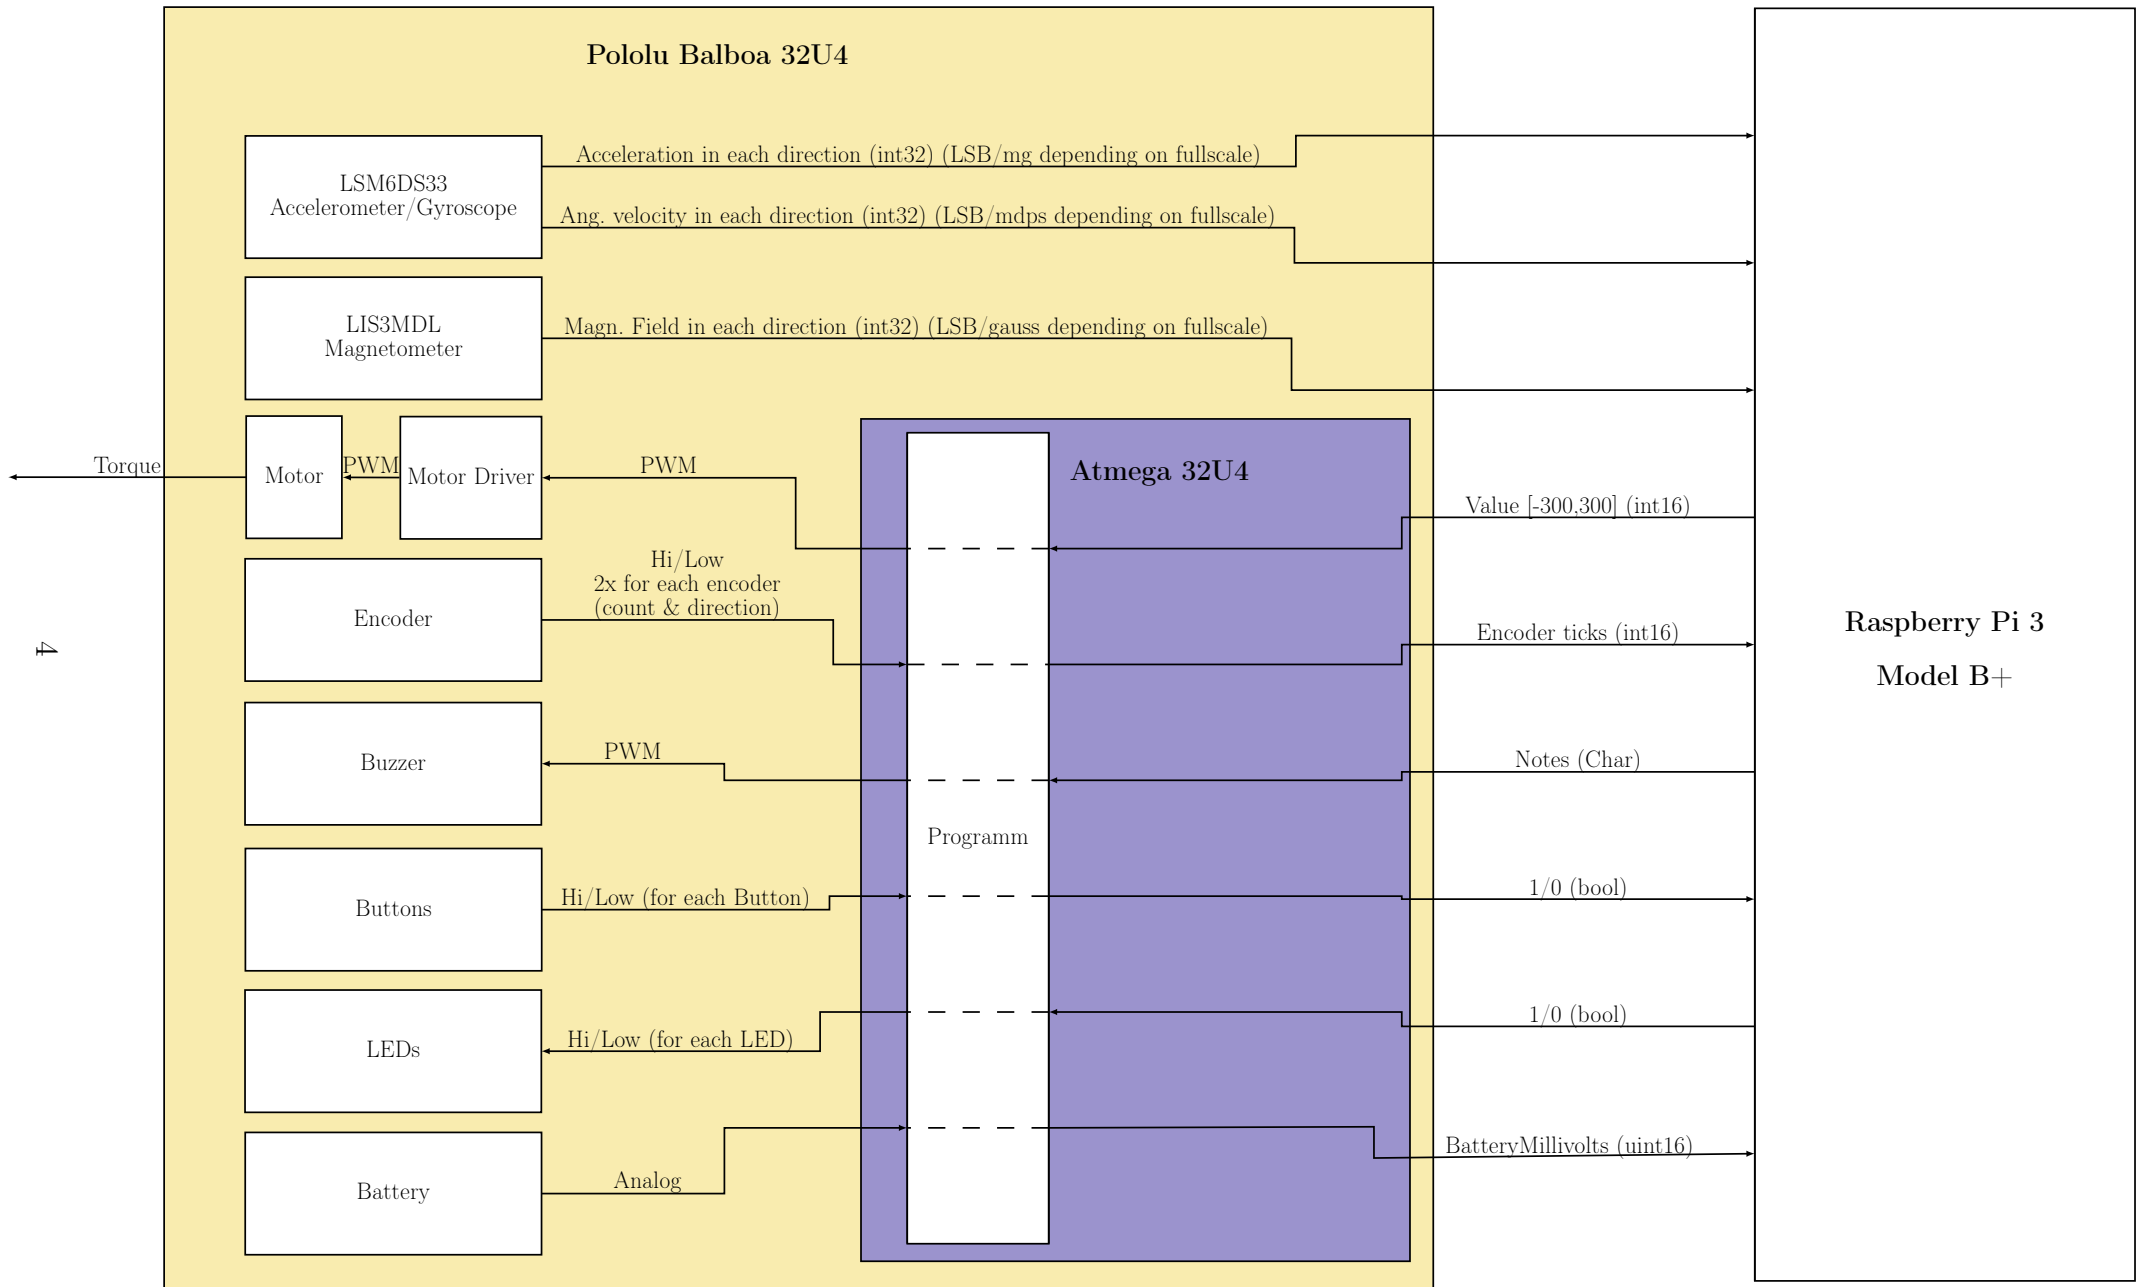 Pololu Balboa 32U4
LSM6DS33
Accelerometer/Gyroscope
Acceleration in each direction (int32) (LSB/mg depending on fullscale)
Ang. velocity in each direction (int32) (LSB/mdps depending on fullscale)
LIS3MDL
Magnetometer
Magn. Field in each direction (int32) (LSB/gauss depending on fullscale)
Torque
Motor
PWM
Motor Driver
PWM
Atmega 32U4
Value [-300,300] (int16)
Encoder
Hi/Low
2x for each encoder
(count & direction)
Encoder ticks (int16)
Raspberry Pi 3
Model B+
4
Buzzer
PWM
Notes (Char)
Programm
Buttons
Hi/Low (for each Button)
1/0 (bool)
LEDs
Hi/Low (for each LED)
1/0 (bool)
Battery
Analog
BatteryMillivolts (uint16)